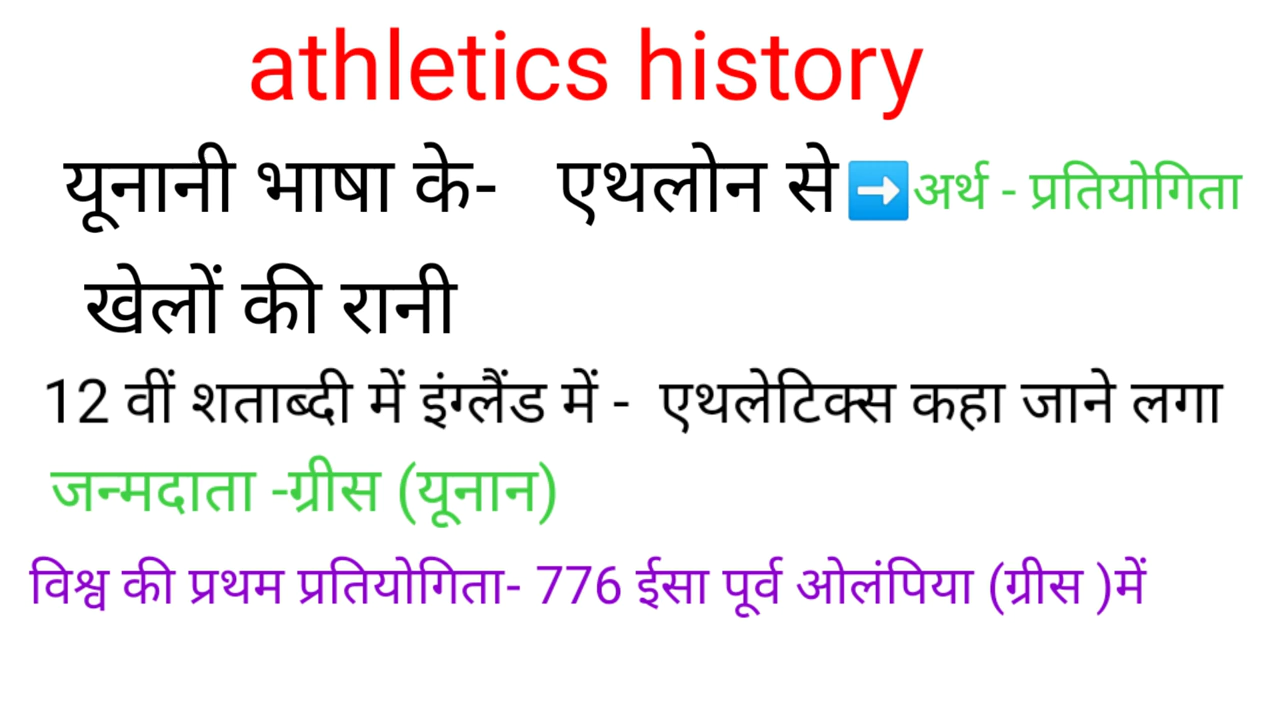 athletics history
यूनानी भाषा के- एथलोन से ➡️ अर्थ - प्रतियोगिता
खेलों की रानी
12 वीं शताब्दी में इंग्लैंड में - एथलेटिक्स कहा जाने लगा
जन्मदाता -ग्रीस (यूनान)
विश्व की प्रथम प्रतियोगिता- 776 ईसा पूर्व ओलंपिया (ग्रीस )में